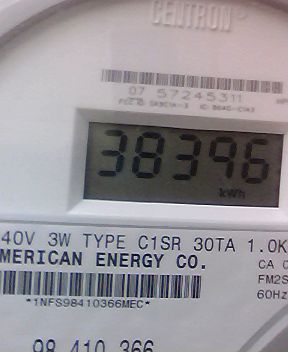 CENTRON
07 57245311
38396
kWh
40V 3W TYPE C1SR 30TA 1.0K
MERICAN ENERGY CO.
CA 0
FM2S
60Hz
*1NFS98410366MEC*
98 410 366